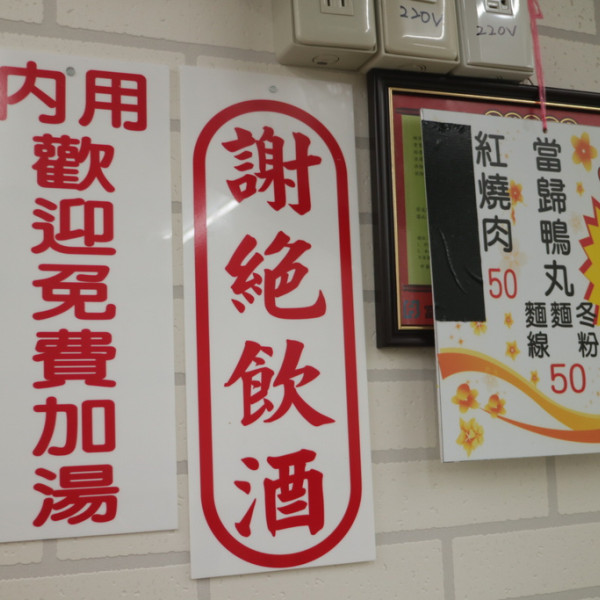 內用
歡迎免費加湯
謝絕飲酒
220V
220V
紅燒肉
50
當歸鴨丸
麵線
麵
冬粉
50